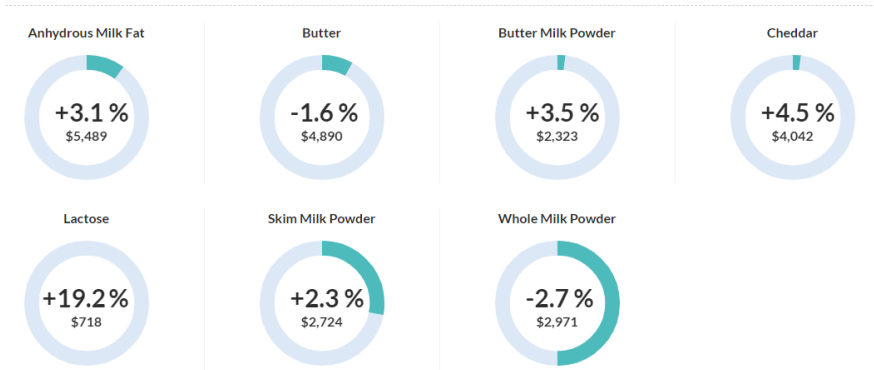 Anhydrous Milk Fat
+3.1 %
$5,489
Butter
-1.6 %
$4,890
Butter Milk Powder
+3.5 %
$2,323
Cheddar
+4.5 %
$4,042
Lactose
+19.2 %
$718
Skim Milk Powder
+2.3 %
$2,724
Whole Milk Powder
-2.7 %
$2,971